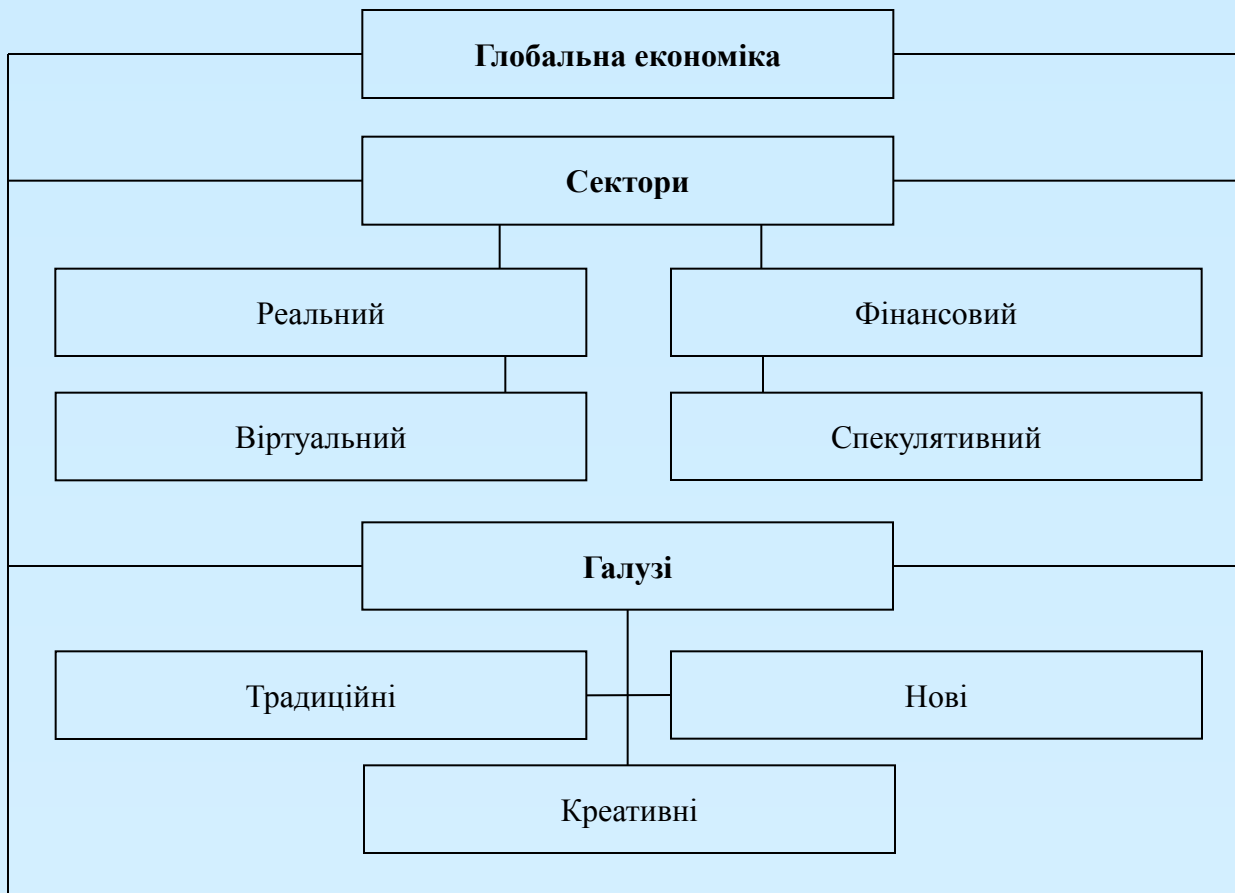 Глобальна економіка
Сектори
Реальний
Фінансовий
Віртуальний
Спекулятивний
Галузі
Традиційні
Нові
Креативні